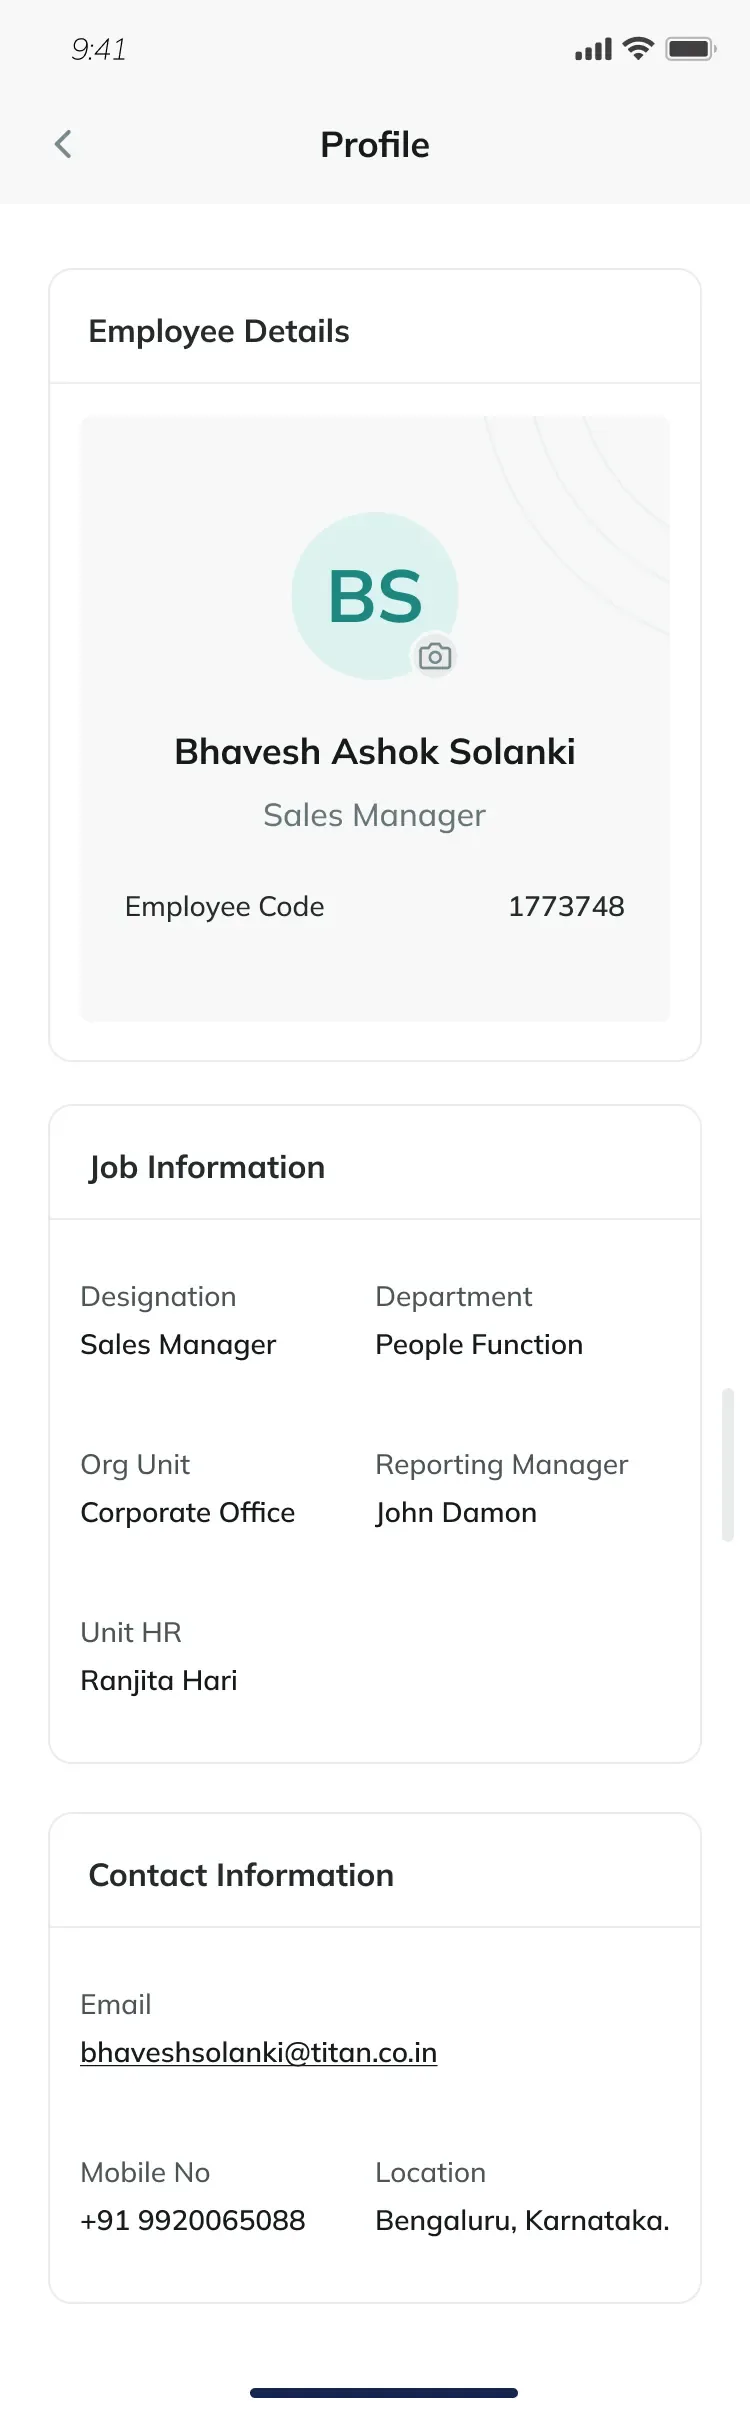 9:41
Profile
Employee Details
BS
Bhavesh Ashok Solanki
Sales Manager
Employee Code 1773748
Job Information
Designation Department
Sales Manager People Function
Org Unit Reporting Manager
Corporate Office John Damon
Unit HR
Ranjita Hari
Contact Information
Email
bhaveshsolanki@titan.co.in
Mobile No Location
+91 9920065088 Bengaluru, Karnataka.